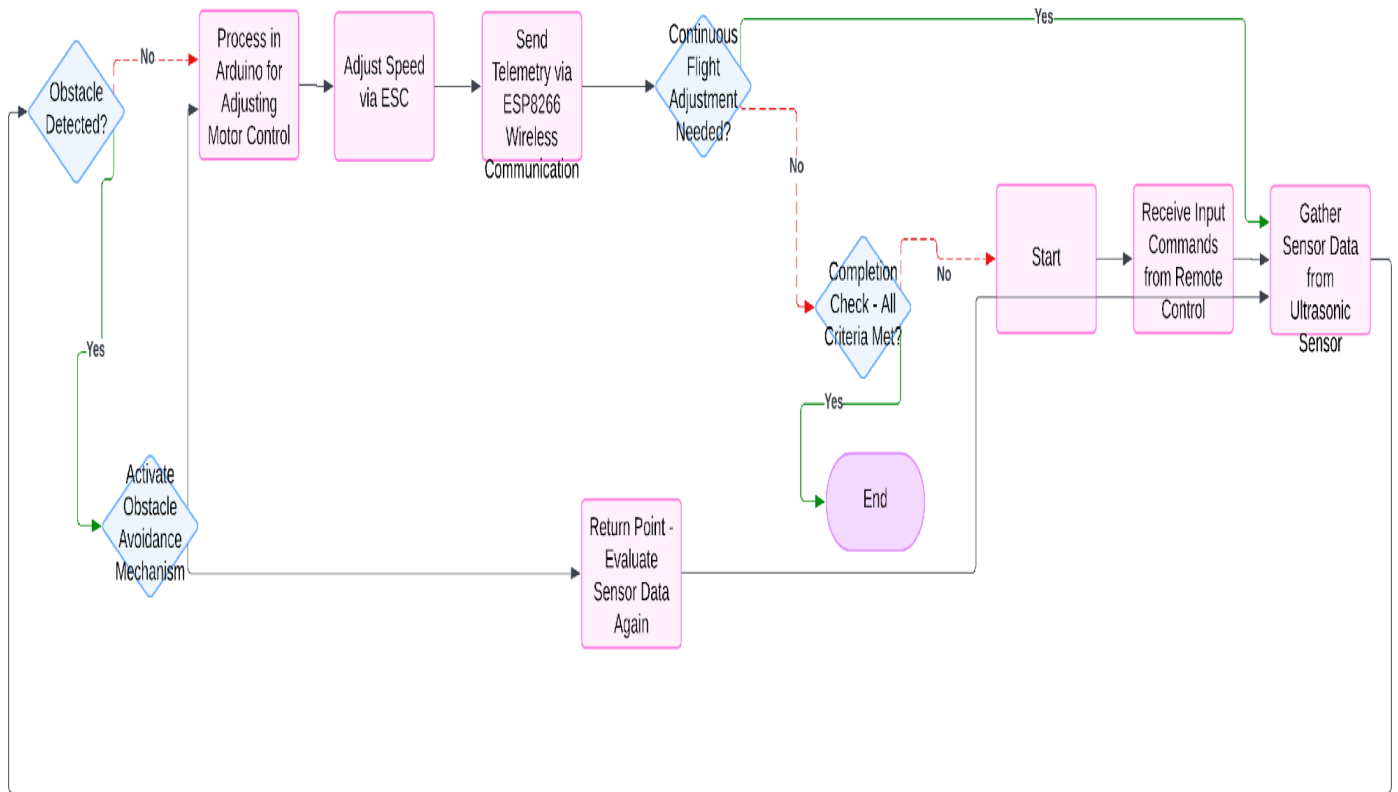 Obstacle
Detected?
No
Process in
Arduino for
Adjusting
Motor Control
Adjust Speed
via ESC
Send
Telemetry via
ESP8266
Wireless
Communication
Continuous
Flight
Adjustment
Needed?
Yes
No
Completion
Check - All
Criteria Met?
No
Start
Receive Input
Commands
from Remote
Control
Gather
Sensor Data
from
Ultrasonic
Sensor
Yes
Yes
End
Activate
Obstacle
Avoidance
Mechanism
Return Point -
Evaluate
Sensor Data
Again